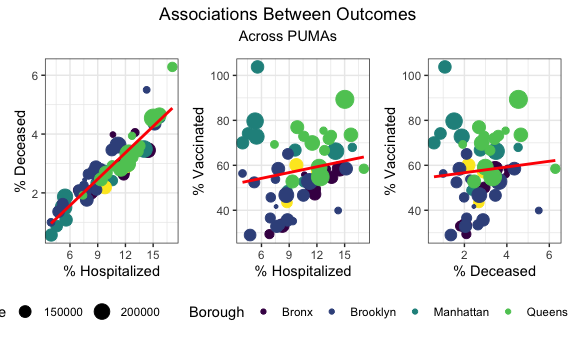 Associations Between Outcomes
Across PUMAs
% Deceased
6
4
2
6 9 12 15
% Hospitalized
% Vaccinated
100
80
60
40
6 9 12 15
% Hospitalized
% Vaccinated
100
80
60
40
2 4 6
% Deceased
e 150000 200000 Borough Bronx Brooklyn Manhattan Queens